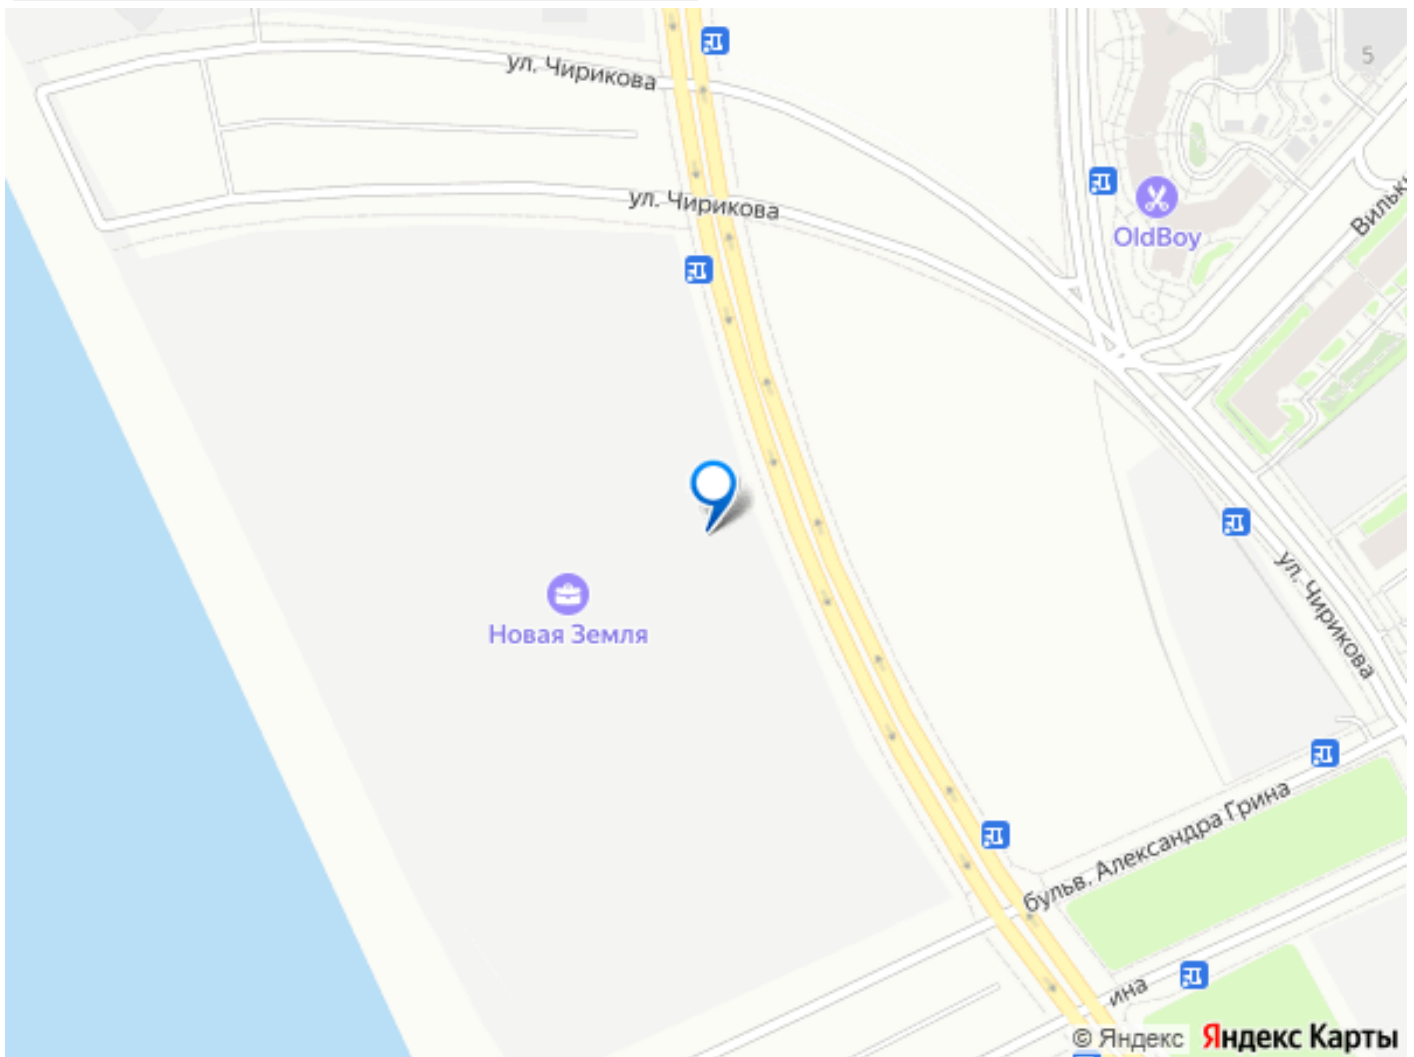 ул. Чирикова
5
ул. Чирикова
OldBoy
Новая Земля
ул. Чирикова
бульв. Александра Грина
ина
© Яндекс
Яндекс Карты